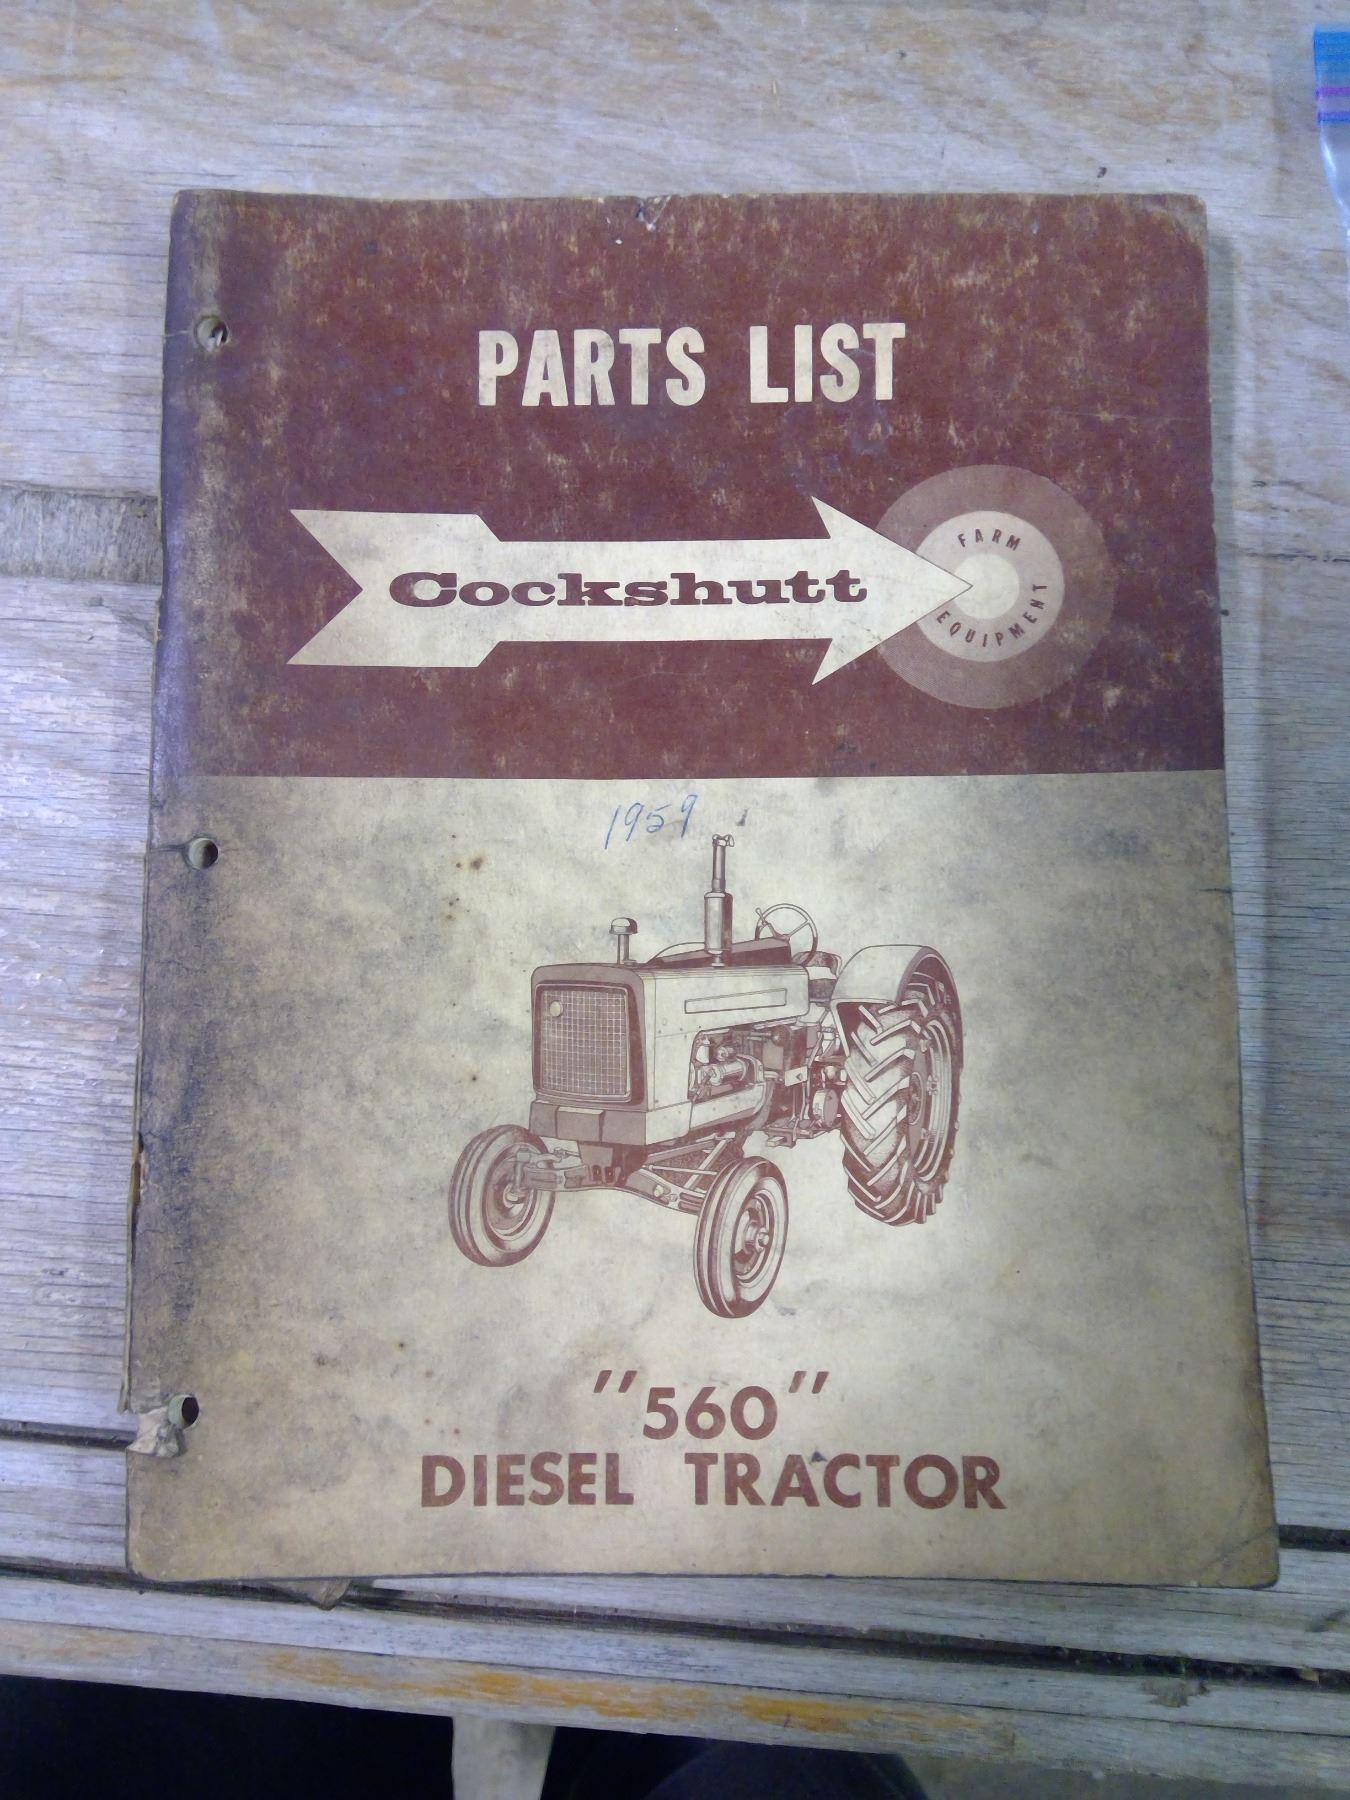 PARTS LIST
Cockshutt
FARM
EQUIPMENT
1959
"560"
DIESEL TRACTOR